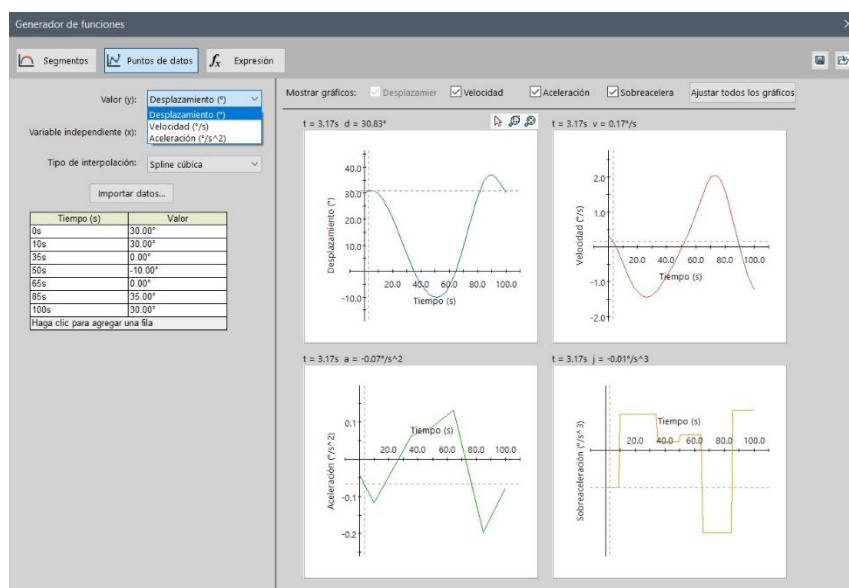 Generador de funciones
Segmentos
Puntos de datos
fx Expresión
Valor (y): Desplazamiento (°)
Desplazamiento (°)
Velocidad (°/s)
Aceleración (°/s^2)
Variable independiente (x):
Tipo de interpolación: Spline cúbica
Importar datos...
Tiempo (s) Valor
0s 30.00°
10s 30.00°
35s 0.00°
50s -10.00°
65s 0.00°
85s 35.00°
100s 30.00°
Haga clic para agregar una fila
Mostrar gráficos: Desplazamier Velocidad Aceleración Sobreacelera Ajustar todos los gráficos
t = 3.17s d = 30.83°
40.0
30.0
20.0
10.0
-10.0
20.0 40.0 60.0 80.0 100.0
Tiempo (s)
Desplazamiento (°)
t = 3.17s v = 0.17°/s
2.0
1.0
-1.0
-2.0
20.0 40.0 60.0 80.0 100.0
Tiempo (s)
Velocidad (°/s)
t = 3.17s a = -0.07°/s^2
0.1
-0.1
-0.2
Tiempo (s)
20.0 40.0 60.0 80.0 100.0
Aceleración (°/s^2)
t = 3.17s j = -0.01°/s^3
Tiempo (s)
20.0 40.0 60.0 80.0 100.0
Sobreaceleración (°/s^3)